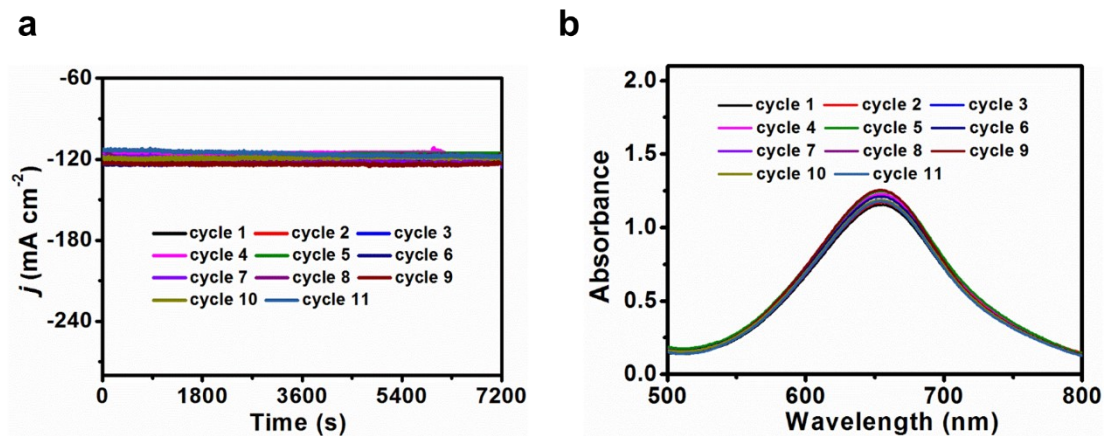 a
j (mA cm⁻²)
-60
-120
-180
-240
cycle 1 cycle 2 cycle 3
cycle 4 cycle 5 cycle 6
cycle 7 cycle 8 cycle 9
cycle 10 cycle 11
0 1800 3600 5400 7200
Time (s)
b
Absorbance
2.0
1.5
1.0
0.5
0.0
cycle 1 cycle 2 cycle 3
cycle 4 cycle 5 cycle 6
cycle 7 cycle 8 cycle 9
cycle 10 cycle 11
500 600 700 800
Wavelength (nm)